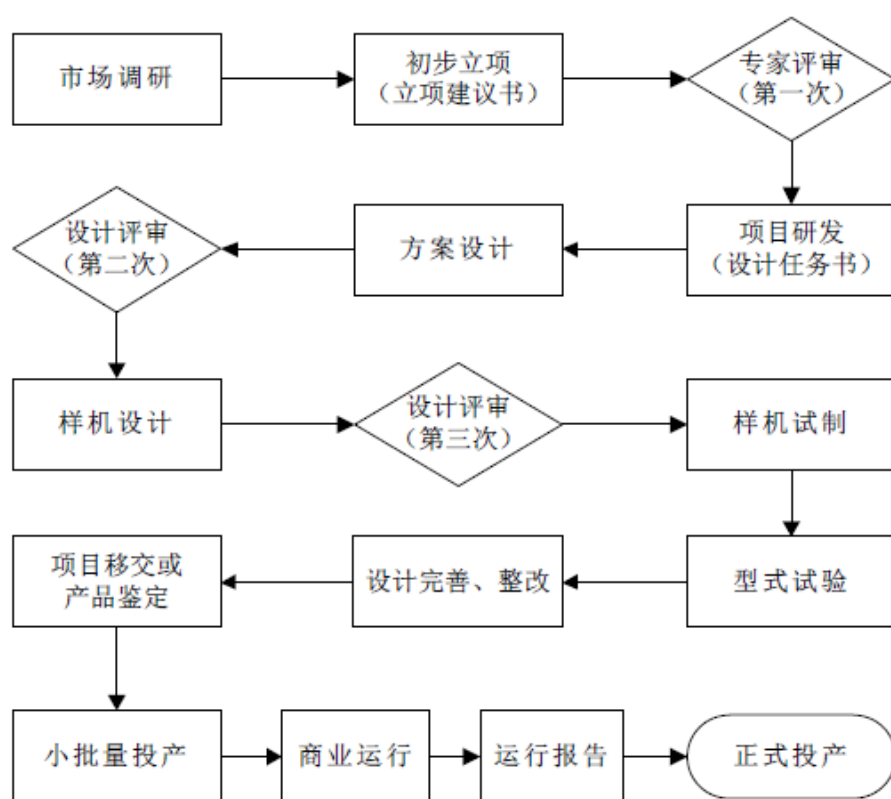 市场调研
初步立项
（立项建议书）
专家评审
（第一次）
项目研发
（设计任务书）
方案设计
设计评审
（第二次）
样机设计
设计评审
（第三次）
样机试制
型式试验
设计完善、整改
项目移交或
产品鉴定
小批量投产
商业运行
运行报告
正式投产